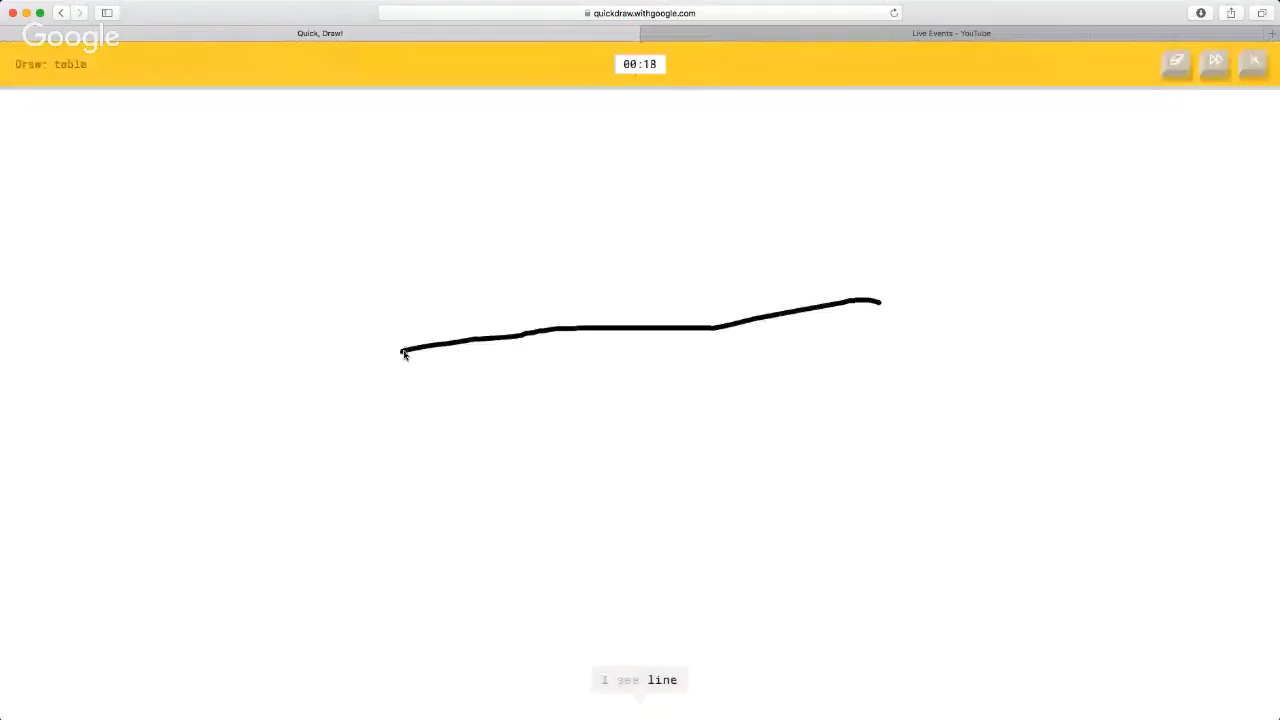 quickdraw.withgoogle.com
Quick, Draw!
Live Events - YouTube
Google
Draw: table
00:18
I see line